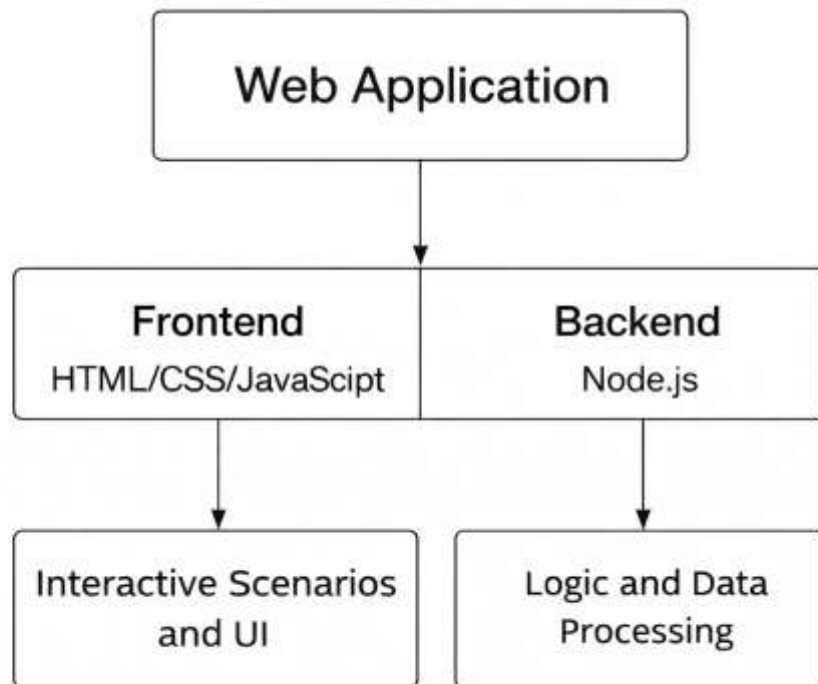 Web Application
Frontend
HTML/CSS/JavaScipt
Backend
Node.js
Interactive Scenarios
and UI
Logic and Data
Processing